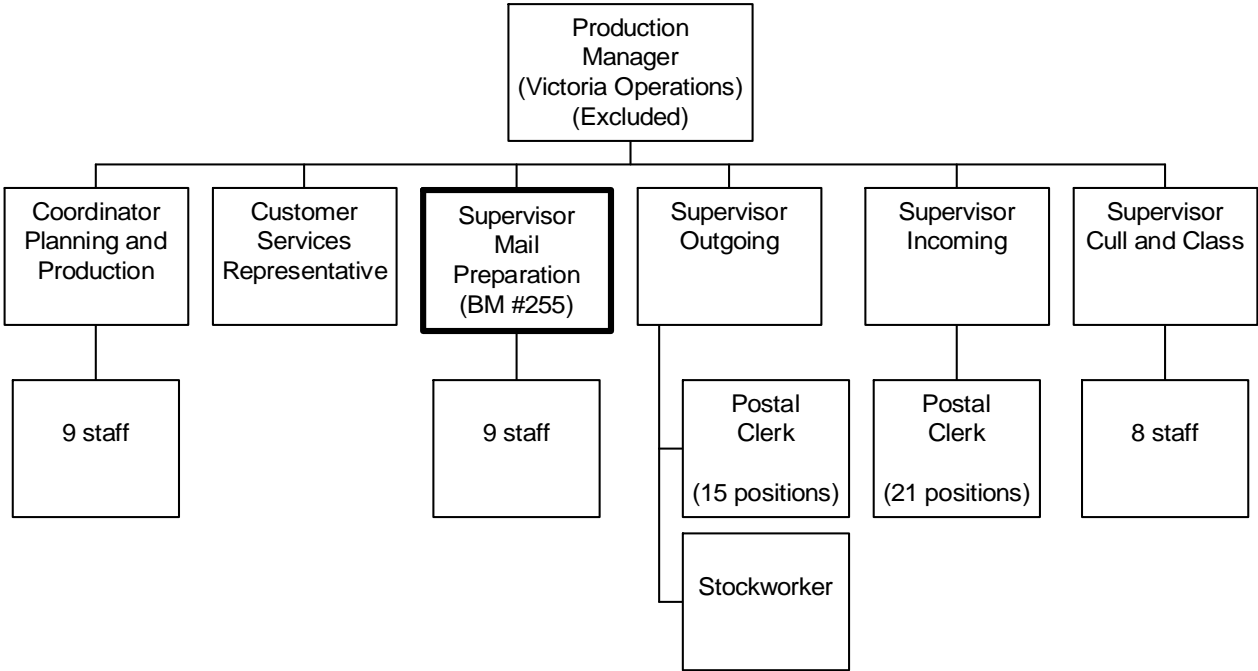 Production
Manager
(Victoria Operations)
(Excluded)
Coordinator
Planning and
Production
Customer
Services
Representative
Supervisor
Mail
Preparation
(BM #255)
Supervisor
Outgoing
Supervisor
Incoming
Supervisor
Cull and Class
9 staff
9 staff
Postal
Clerk
(15 positions)
Postal
Clerk
(21 positions)
8 staff
Stockworker